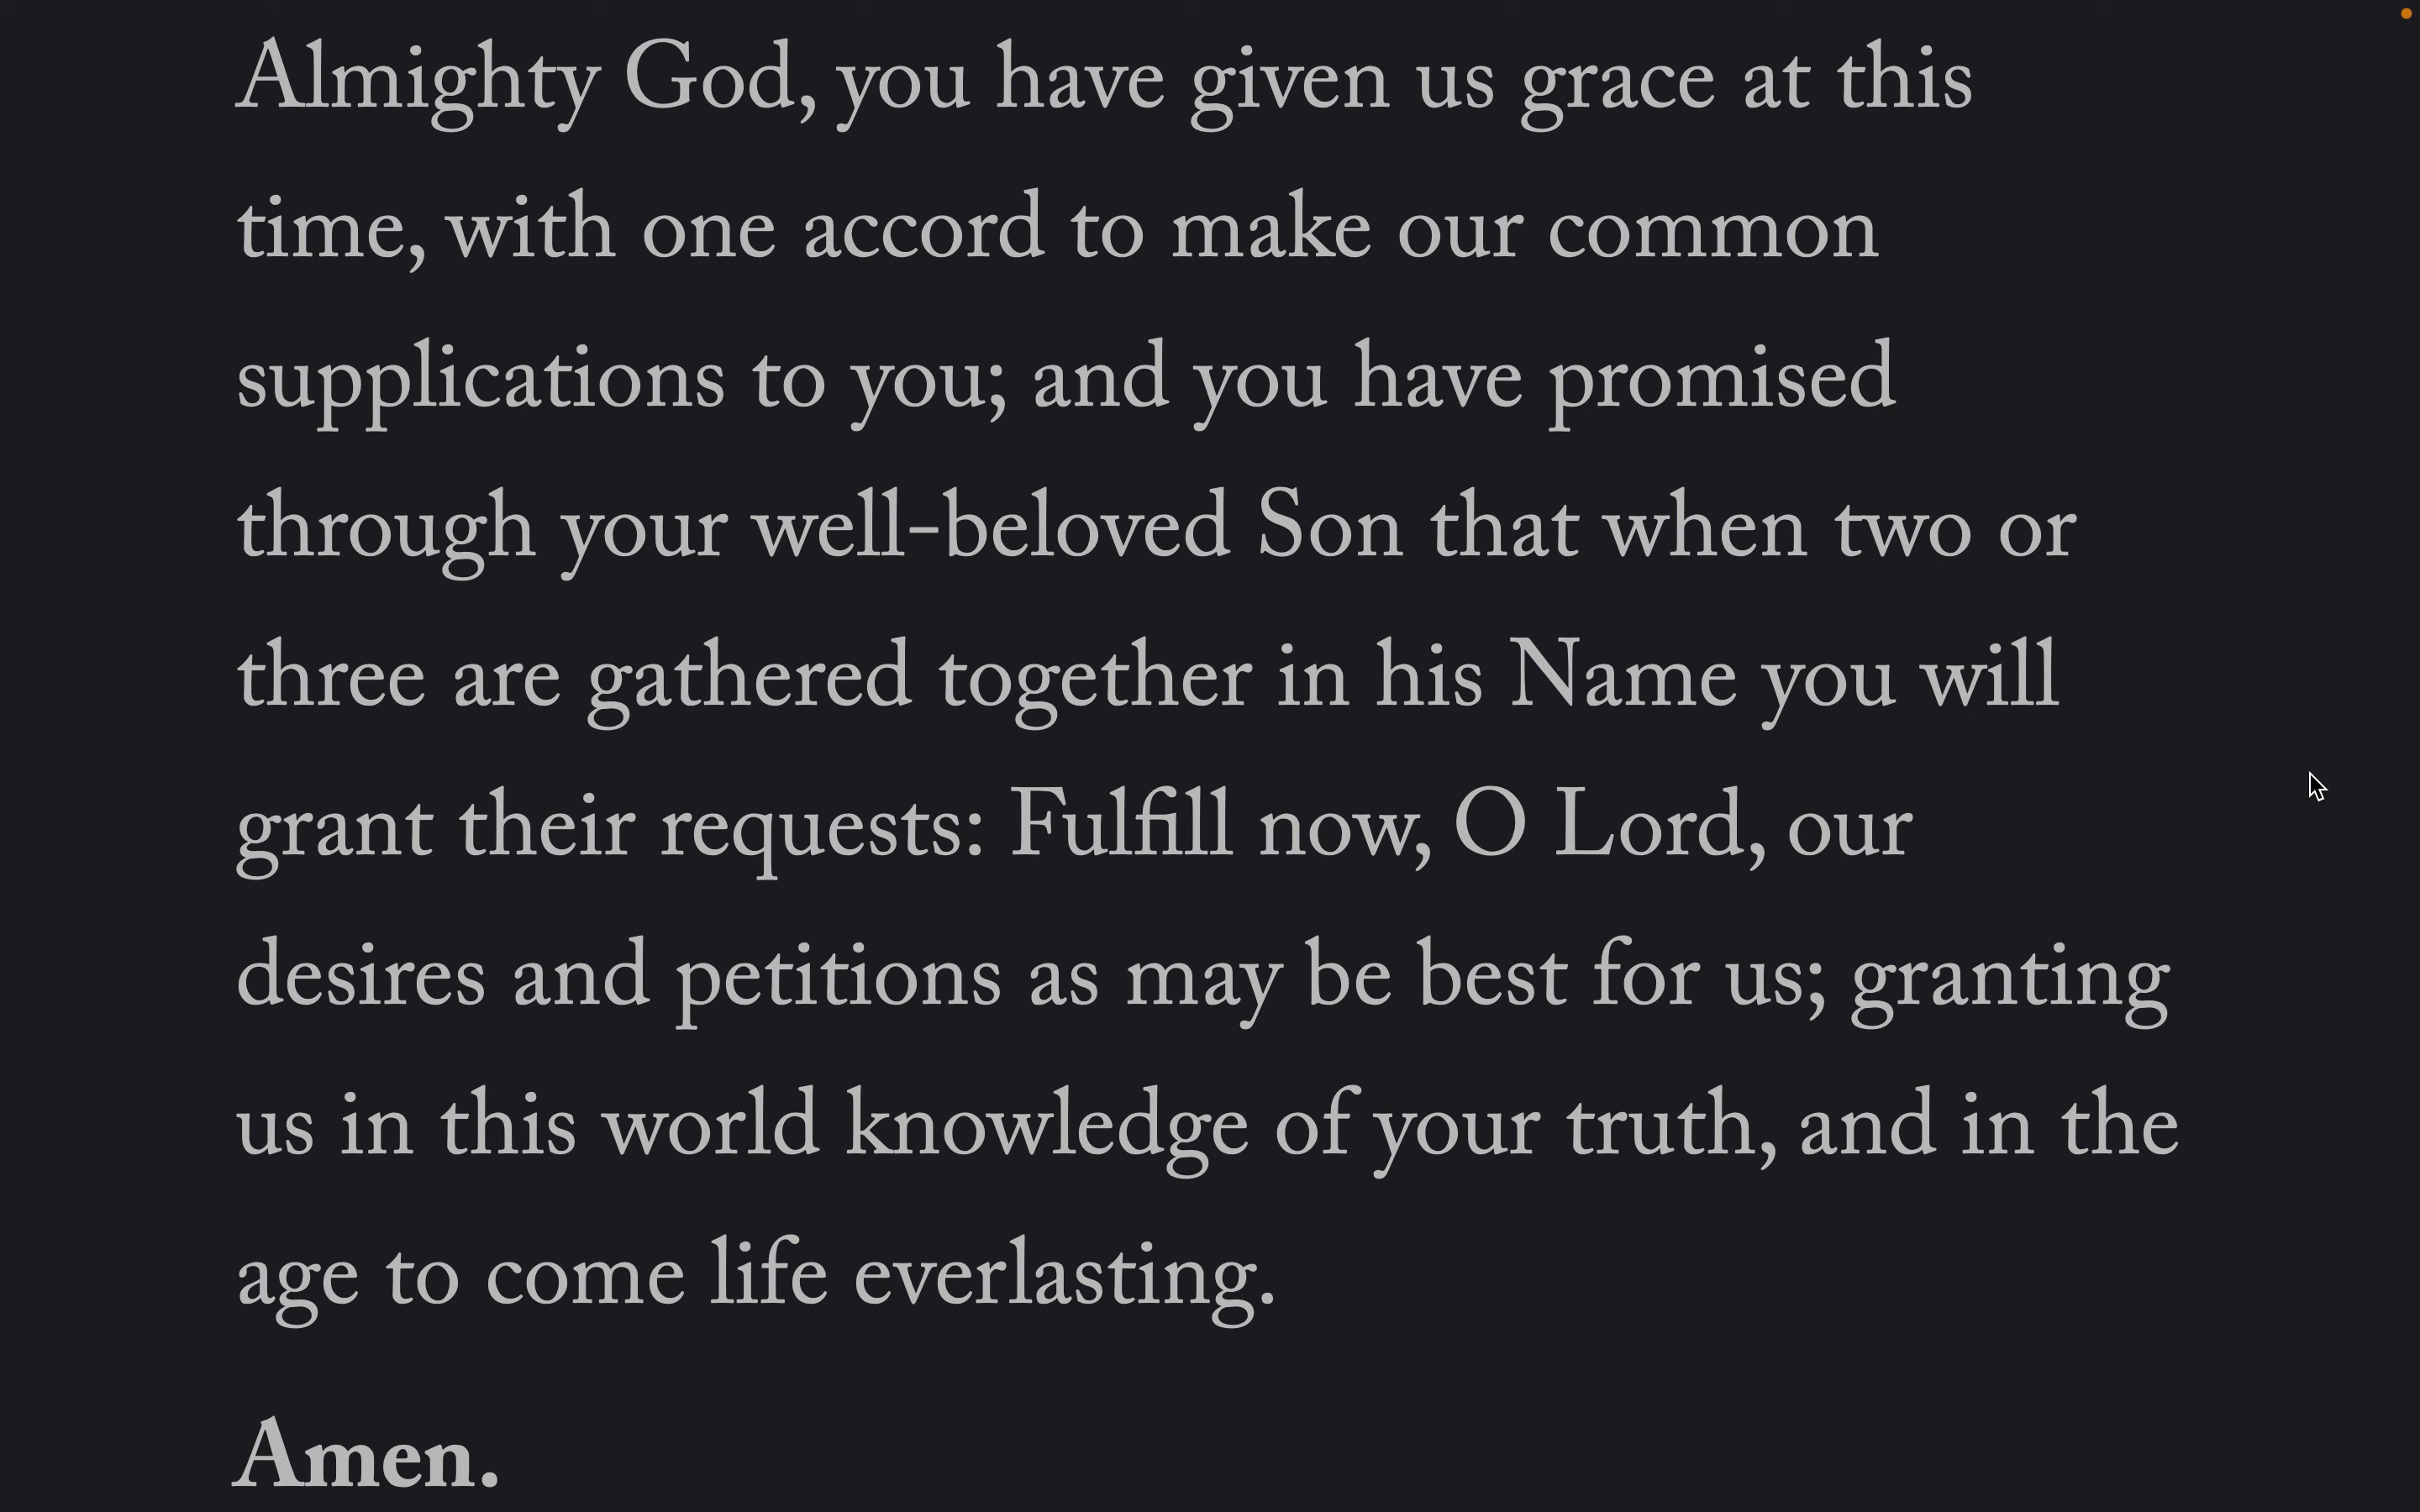 Almighty God, you have given us grace at this
time, with one accord to make our common
supplications to you; and you have promised
through your well-beloved Son that when two or
three are gathered together in his Name you will
grant their requests: Fulfill now, O Lord, our
desires and petitions as may be best for us; granting
us in this world knowledge of your truth, and in the
age to come life everlasting.
Amen.